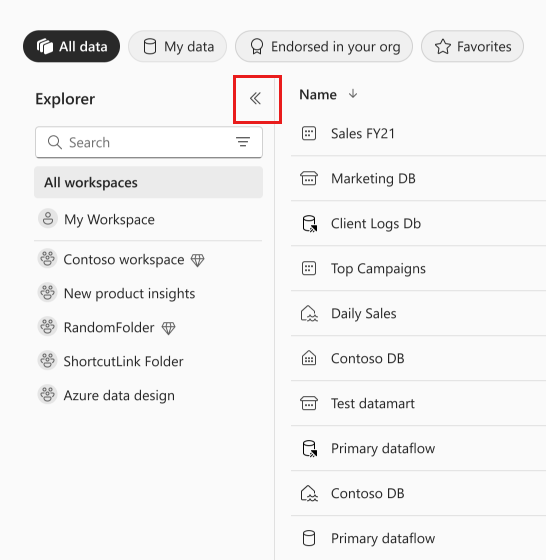 All data
My data
Endorsed in your org
Favorites
Explorer
Search
All workspaces
My Workspace
Contoso workspace
New product insights
RandomFolder
ShortcutLink Folder
Azure data design
Name
Sales FY21
Marketing DB
Client Logs Db
Top Campaigns
Daily Sales
Contoso DB
Test datamart
Primary dataflow
Contoso DB
Primary dataflow